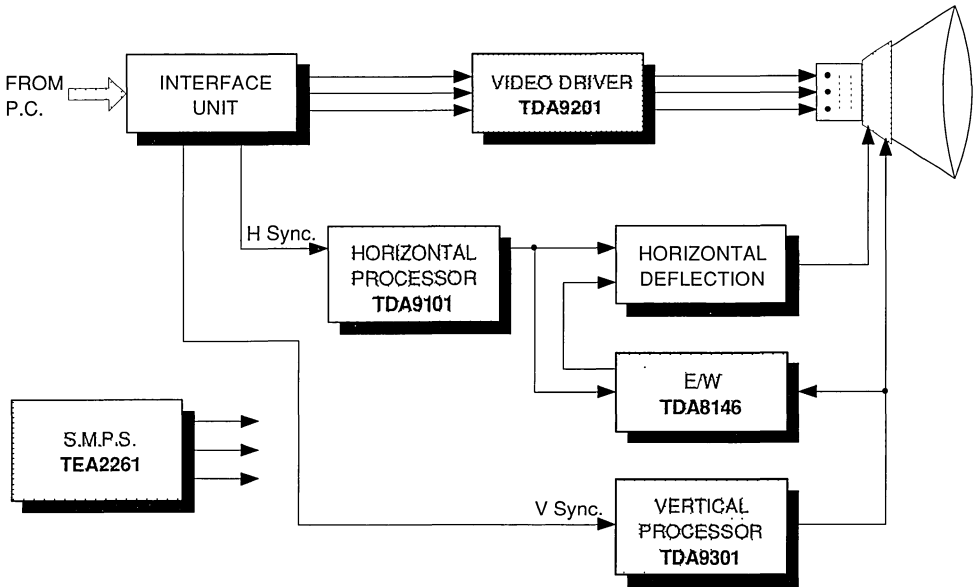 FROM
P.C.
INTERFACE
UNIT
VIDEO DRIVER
TDA9201
H Sync.
HORIZONTAL
PROCESSOR
TDA9101
HORIZONTAL
DEFLECTION
E/W
TDA8146
S.M.P.S.
TEA2261
V Sync.
VERTICAL
PROCESSOR
TDA9301